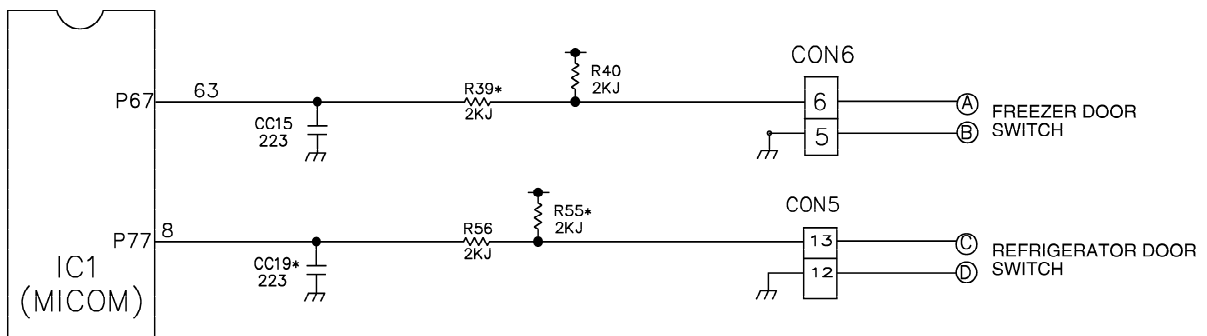 CON6
P67
63
R39*
2KJ
R40
2KJ
CC15
223
6
5
A
B
FREEZER DOOR
SWITCH
CON5
P77
8
R56
2KJ
R55*
2KJ
CC19*
223
13
12
C
D
REFRIGERATOR DOOR
SWITCH
IC1
(MICOM)